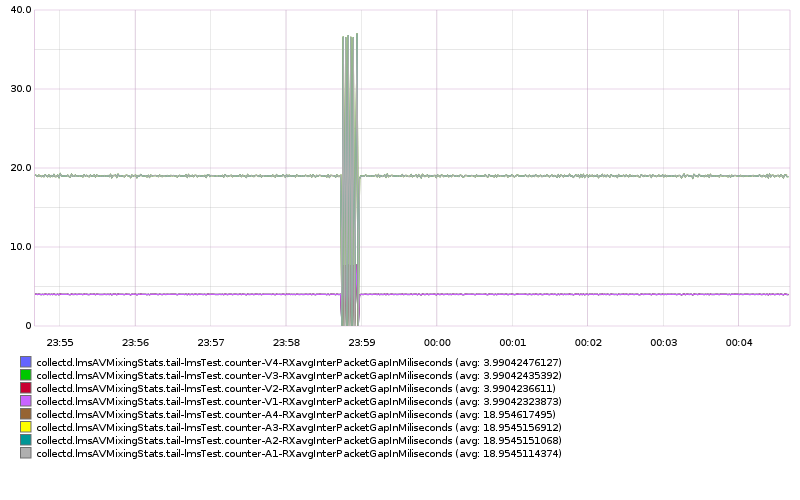 40.0
30.0
20.0
10.0
0
23:55 23:56 23:57 23:58 23:59 00:00 00:01 00:02 00:03 00:04
collectd.lmsAVMixingStats.tail-lmsTest.counter-V4-RXavgInterPacketGapInMiliseconds (avg: 3.99042476127)
collectd.lmsAVMixingStats.tail-lmsTest.counter-V3-RXavgInterPacketGapInMiliseconds (avg: 3.99042435392)
collectd.lmsAVMixingStats.tail-lmsTest.counter-V2-RXavgInterPacketGapInMiliseconds (avg: 3.9904236611)
collectd.lmsAVMixingStats.tail-lmsTest.counter-V1-RXavgInterPacketGapInMiliseconds (avg: 3.99042323873)
collectd.lmsAVMixingStats.tail-lmsTest.counter-A4-RXavgInterPacketGapInMiliseconds (avg: 18.954617495)
collectd.lmsAVMixingStats.tail-lmsTest.counter-A3-RXavgInterPacketGapInMiliseconds (avg: 18.9545156912)
collectd.lmsAVMixingStats.tail-lmsTest.counter-A2-RXavgInterPacketGapInMiliseconds (avg: 18.9545151068)
collectd.lmsAVMixingStats.tail-lmsTest.counter-A1-RXavgInterPacketGapInMiliseconds (avg: 18.9545114374)